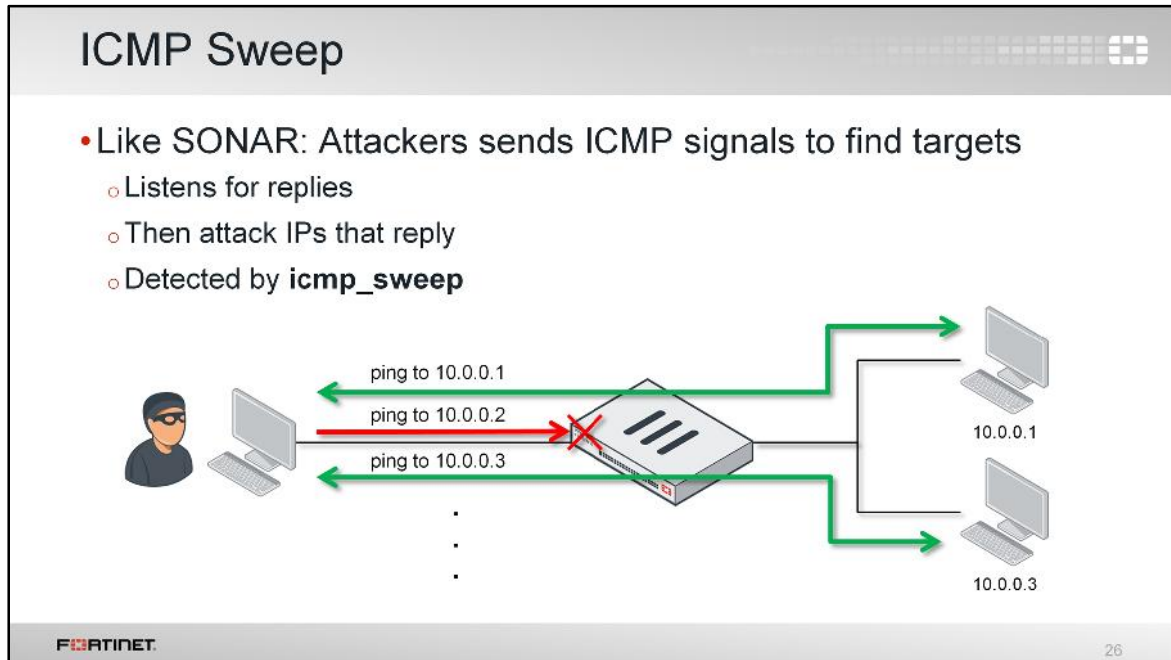 ICMP Sweep
•Like SONAR: Attackers sends ICMP signals to find targets
o Listens for replies
o Then attack IPs that reply
o Detected by icmp_sweep
ping to 10.0.0.1
ping to 10.0.0.2
ping to 10.0.0.3
.
.
.
10.0.0.1
10.0.0.3
FORTINET.
26